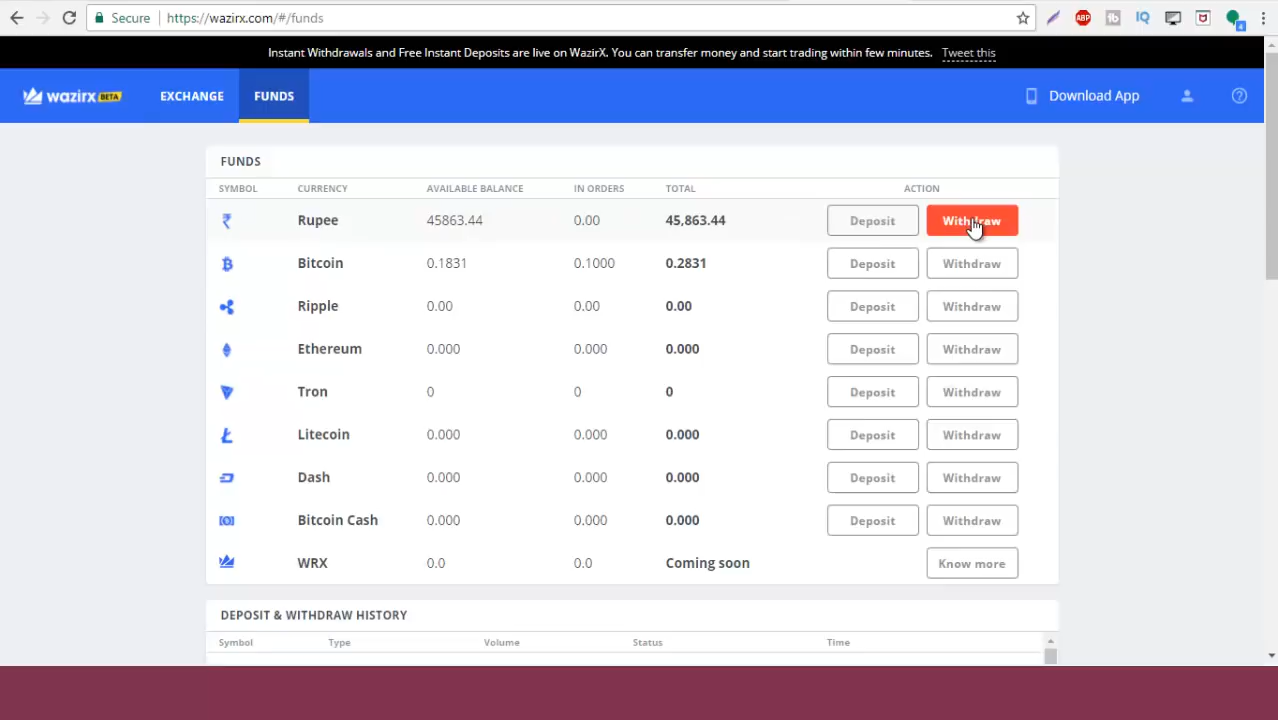 Secure https://wazirx.com/#/funds
Instant Withdrawals and Free Instant Deposits are live on WazirX. You can transfer money and start trading within few minutes. Tweet this
wazirx BETA EXCHANGE FUNDS Download App
FUNDS
SYMBOL CURRENCY AVAILABLE BALANCE IN ORDERS TOTAL ACTION
₹ Rupee 45863.44 0.00 45,863.44 Deposit Withdraw
Bitcoin 0.1831 0.1000 0.2831 Deposit Withdraw
Ripple 0.00 0.00 0.00 Deposit Withdraw
Ethereum 0.000 0.000 0.000 Deposit Withdraw
Tron 0 0 0 Deposit Withdraw
Litecoin 0.000 0.000 0.000 Deposit Withdraw
Dash 0.000 0.000 0.000 Deposit Withdraw
Bitcoin Cash 0.000 0.000 0.000 Deposit Withdraw
WRX 0.0 0.0 Coming soon Know more
DEPOSIT & WITHDRAW HISTORY
Symbol Type Volume Status Time